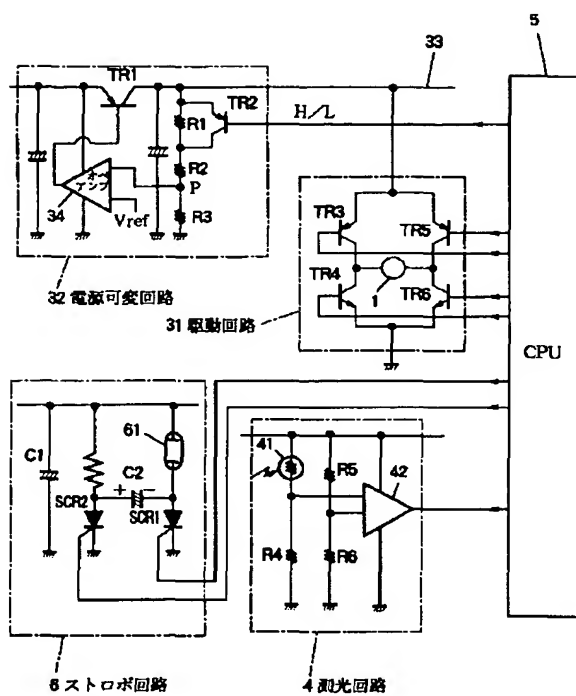 5
TR1
33
TR2
H/L
R1
R2
オペ
アンプ
P
34
Vref
R3
TR3
TR5
TR4
1
TR6
32 電源可変回路
31 駆動回路
CPU
61
C1
C2
+
-
SCR2
SCR1
41
R5
42
R4
R6
6 ストロボ回路
4 測光回路